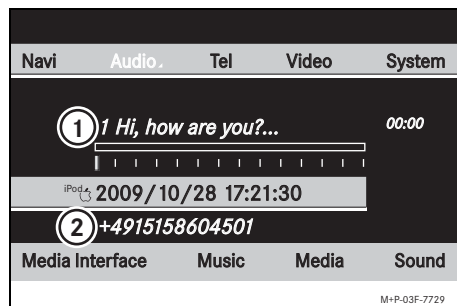 Navi Audio Tel Video System
1 1 Hi, how are you?... 00:00
iPod 2009/10/28 17:21:30
2 +4915158604501
Media Interface Music Media Sound
M+P-03F-7729